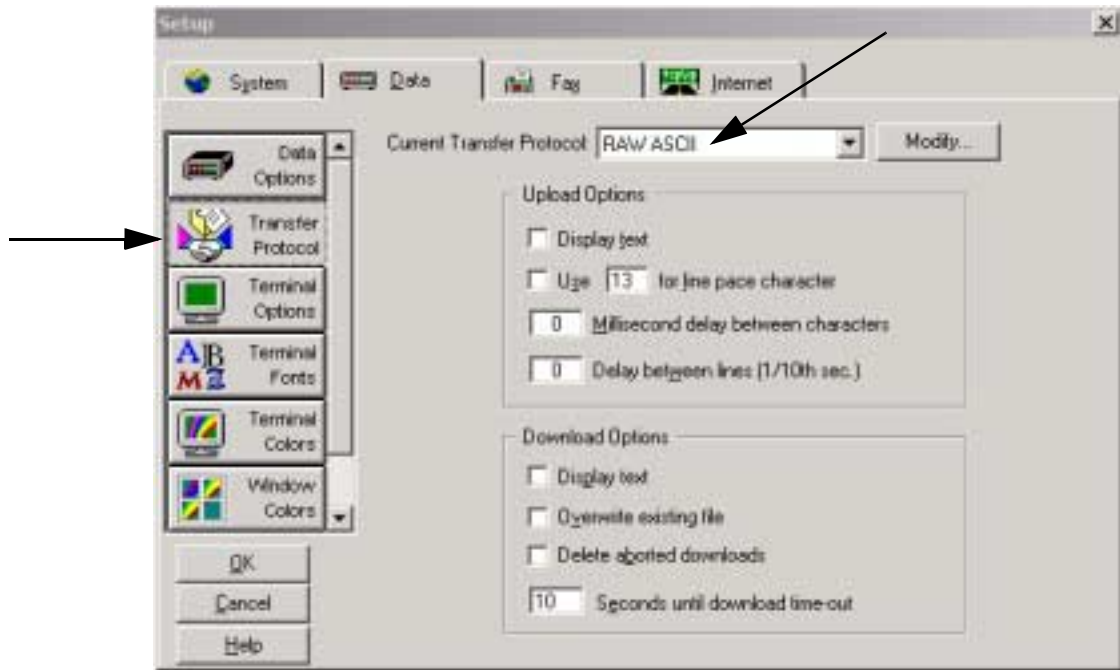 Setup
System
Data
Fax
Internet
Data
Options
Transfer
Protocol
Terminal
Options
Terminal
Fonts
Terminal
Colors
Window
Colors
OK
Cancel
Help
Current Transfer Protocol: RAW ASCII Modify...
Upload Options
Display text
Use 13 for line pace character
0 Millisecond delay between characters
0 Delay between lines (1/10th sec.)
Download Options
Display text
Overwrite existing file
Delete aborted downloads
10 Seconds until download time-out